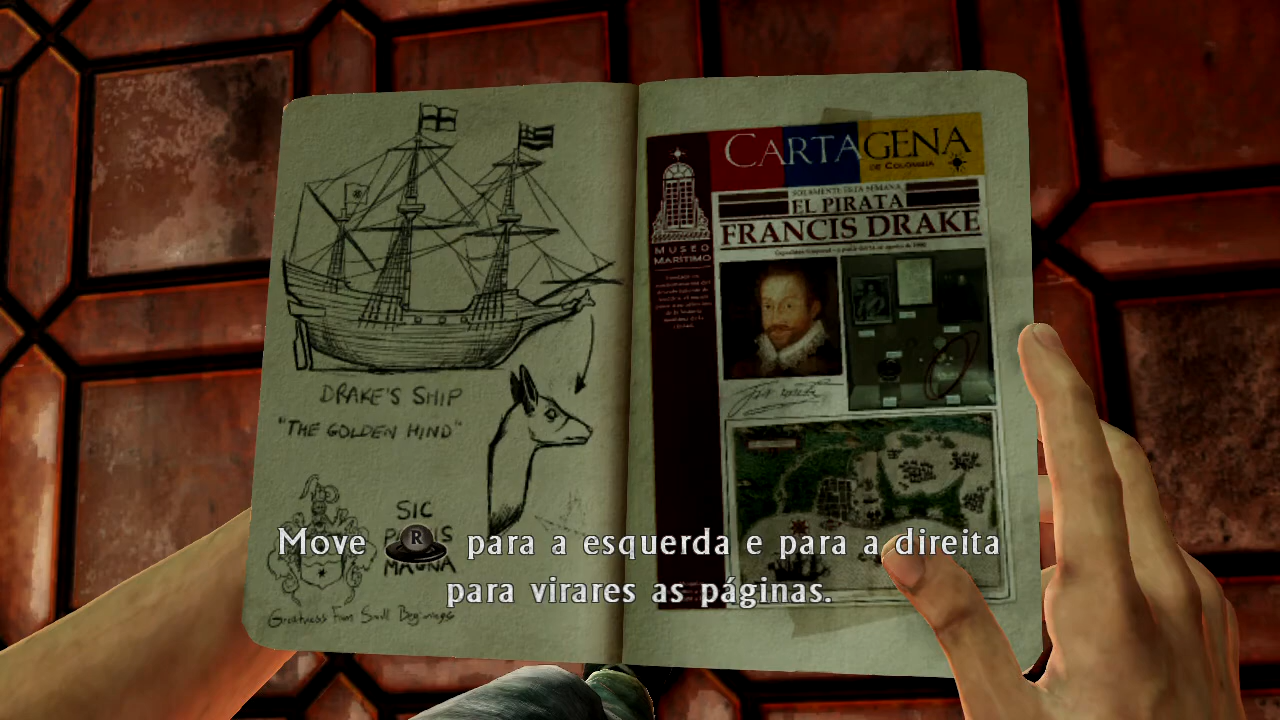 DRAKE'S SHIP
"THE GOLDEN HIND"
SIC
MAGNA
Greatness From Small Beginnings
CARTAGENA
DE COLOMBIA
SOLAMENTE ESTA SEMANA
EL PIRATA
FRANCIS DRAKE
MUSEO
MARITIMO
Move R para a esquerda e para a direita
para virares as páginas.